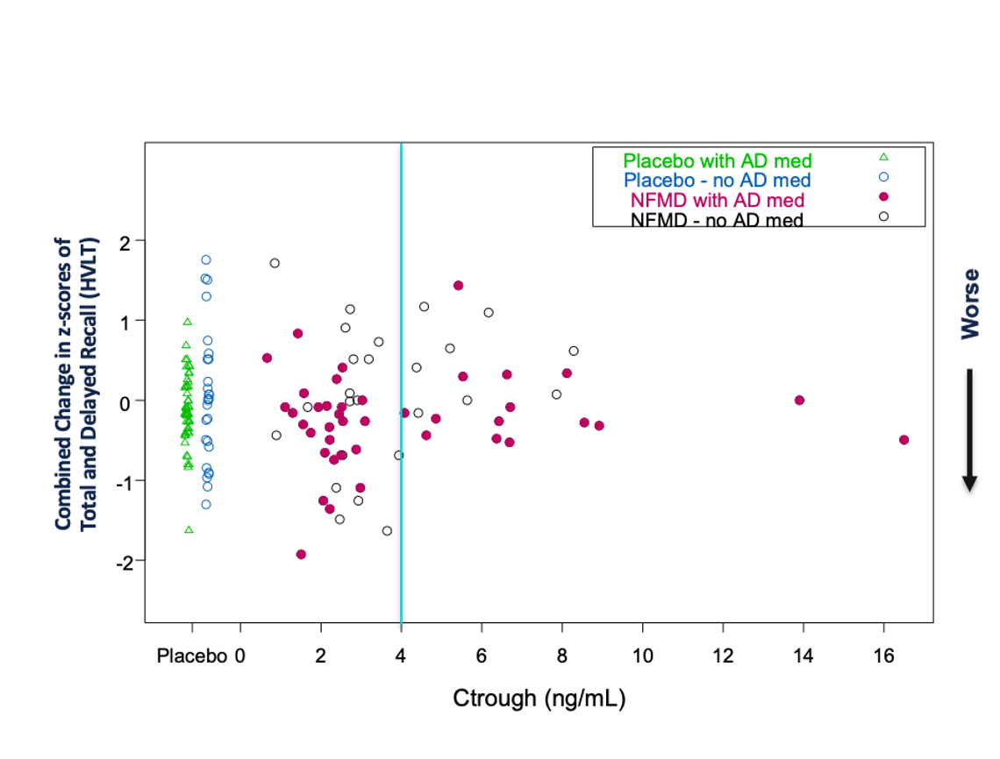 Placebo with AD med
Placebo - no AD med
NFMD with AD med
NFMD - no AD med
Combined Change in z-scores of
Total and Delayed Recall (HVLT)
2
1
0
-1
-2
Worse
Placebo 0 2 4 6 8 10 12 14 16
Ctrough (ng/mL)